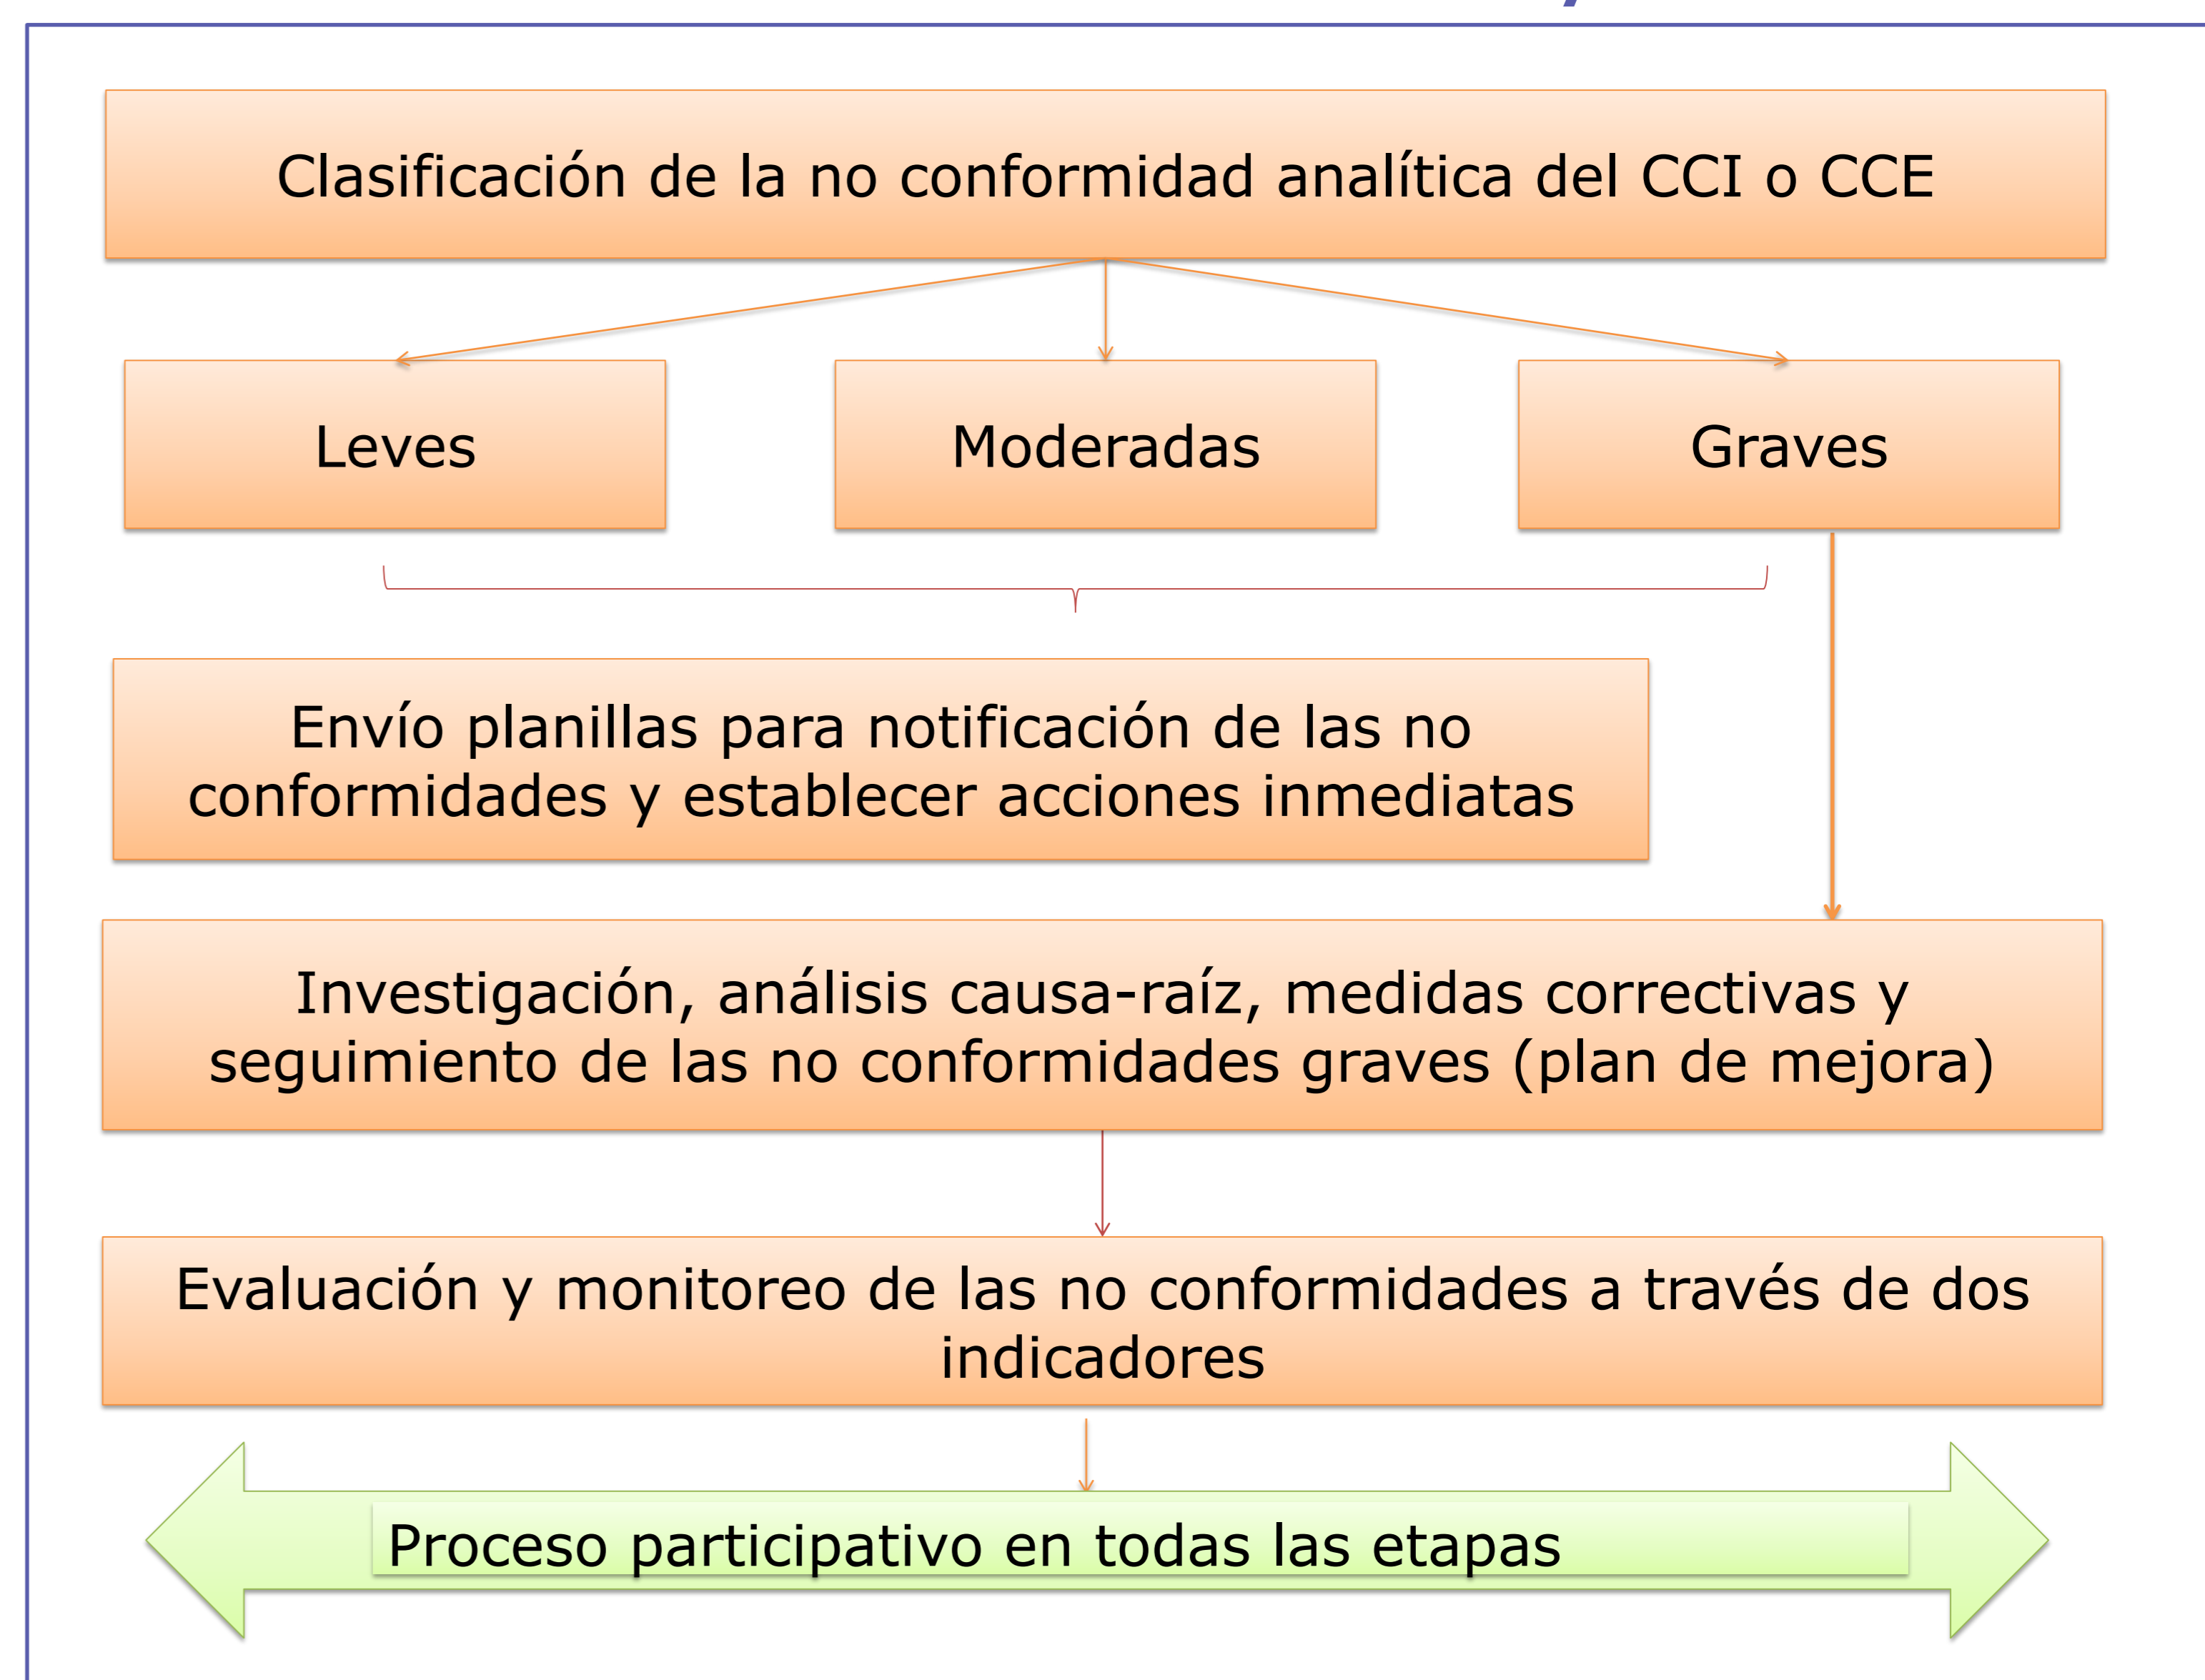 Clasificación de la no conformidad analítica del CCI o CCE
Leves
Moderadas
Graves
Envío planillas para notificación de las no
conformidades y establecer acciones inmediatas
Investigación, análisis causa-raíz, medidas correctivas y
seguimiento de las no conformidades graves (plan de mejora)
Evaluación y monitoreo de las no conformidades a través de dos
indicadores
Proceso participativo en todas las etapas